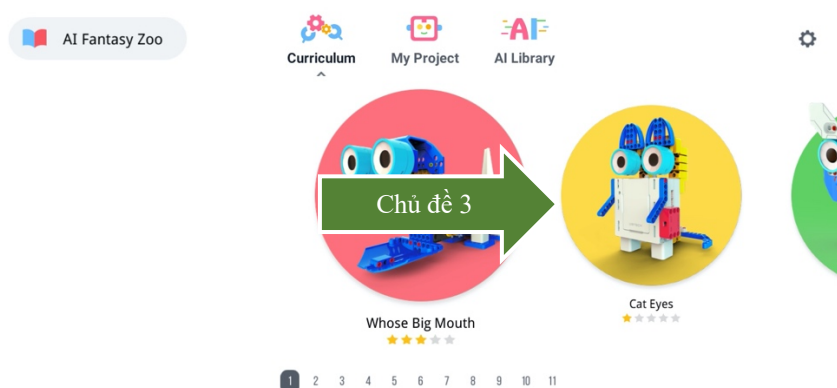 AI Fantasy Zoo
AI
Curriculum
My Project
AI Library
Chủ đề 3
Whose Big Mouth
Cat Eyes
1 2 3 4 5 6 7 8 9 10 11